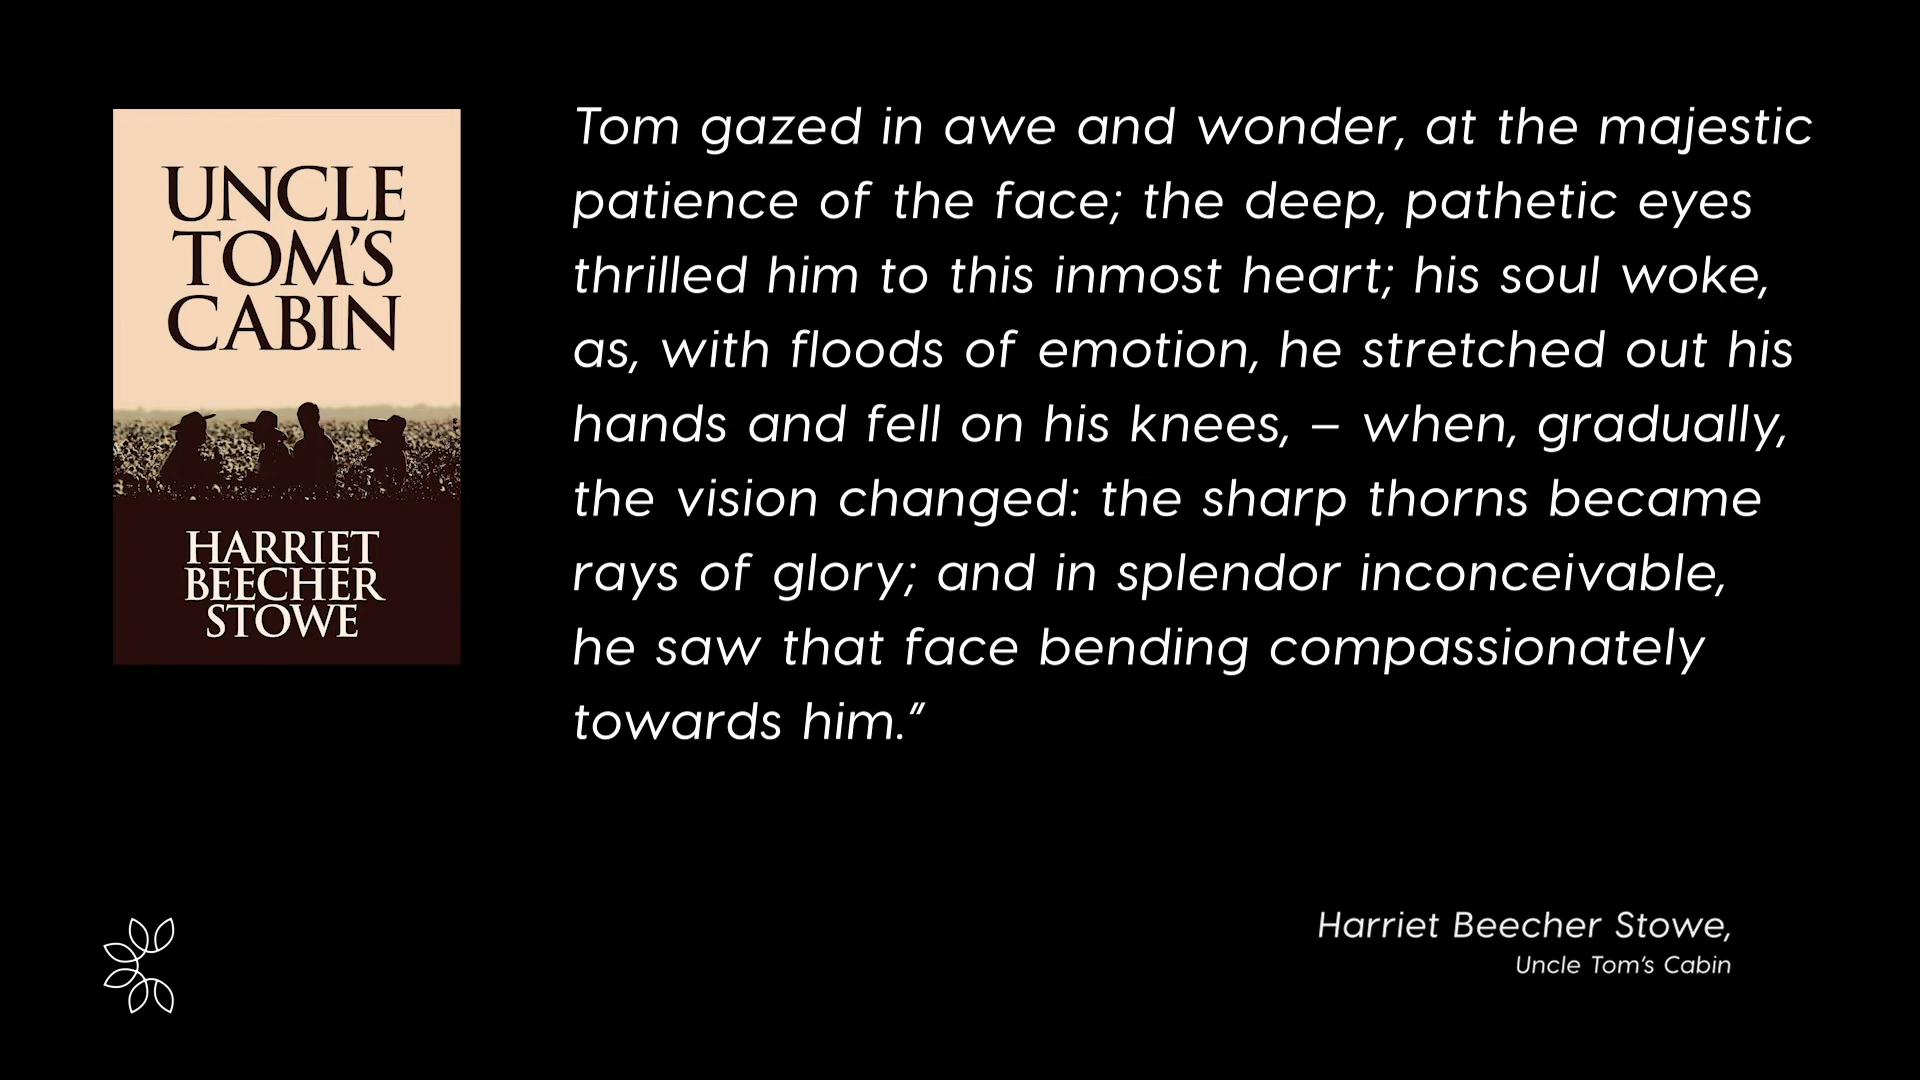 UNCLE
TOM'S
CABIN
HARRIET
BEECHER
STOWE
Tom gazed in awe and wonder, at the majestic
patience of the face; the deep, pathetic eyes
thrilled him to this inmost heart; his soul woke,
as, with floods of emotion, he stretched out his
hands and fell on his knees, – when, gradually,
the vision changed: the sharp thorns became
rays of glory; and in splendor inconceivable,
he saw that face bending compassionately
towards him.”
Harriet Beecher Stowe,
Uncle Tom’s Cabin